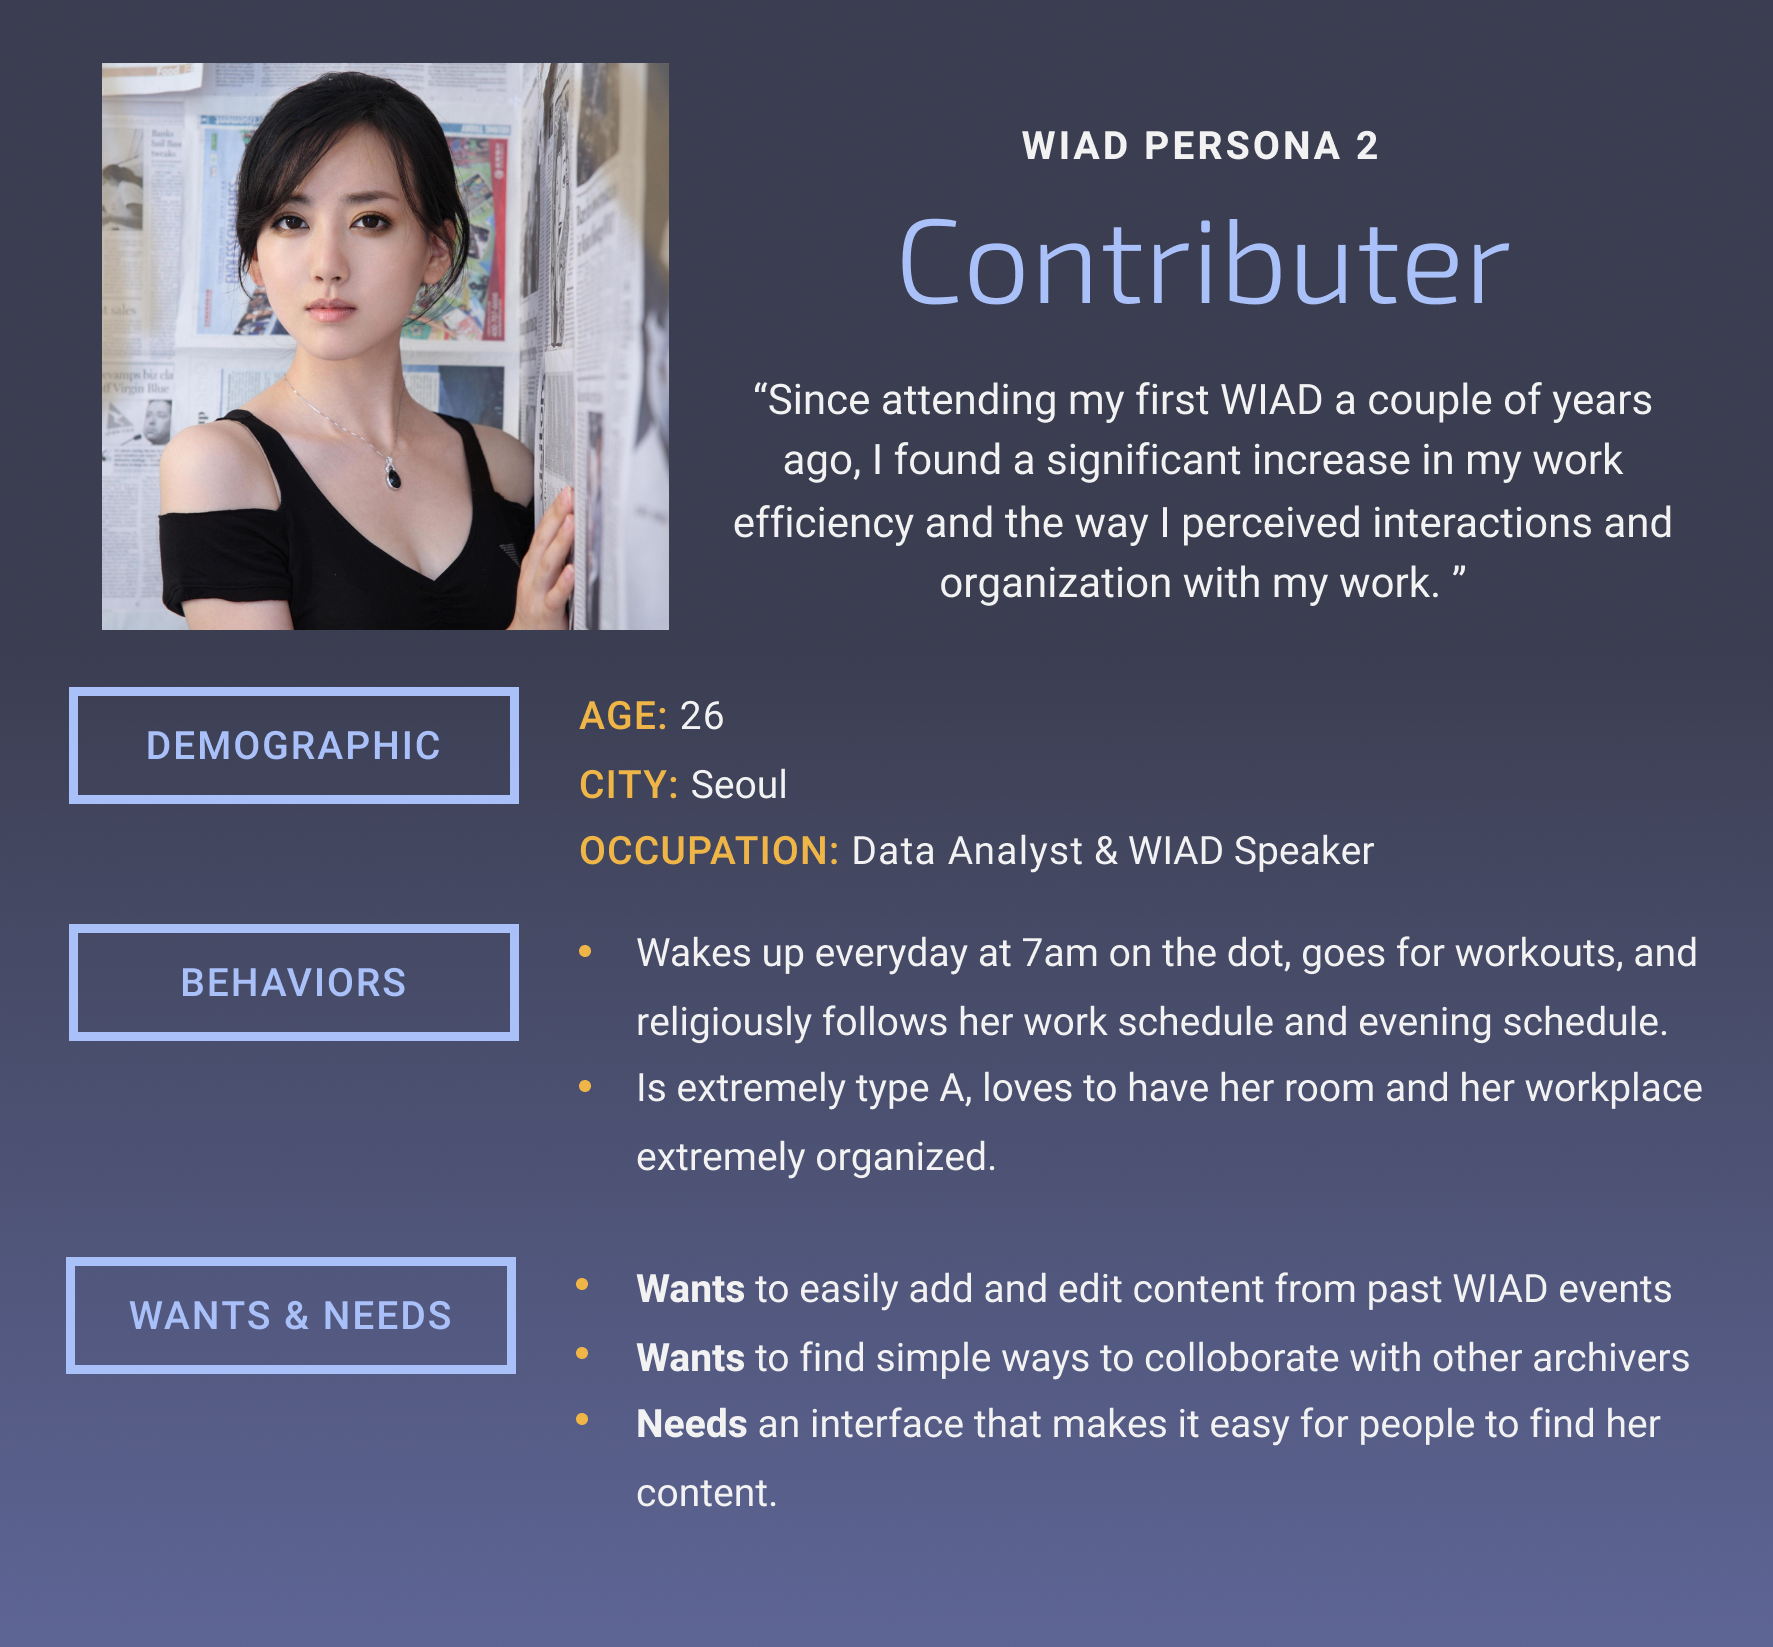 WIAD PERSONA 2
Contributer
“Since attending my first WIAD a couple of years
ago, I found a significant increase in my work
efficiency and the way I perceived interactions and
organization with my work. ”
DEMOGRAPHIC
AGE: 26
CITY: Seoul
OCCUPATION: Data Analyst & WIAD Speaker
BEHAVIORS
• Wakes up everyday at 7am on the dot, goes for workouts, and
religiously follows her work schedule and evening schedule.
• Is extremely type A, loves to have her room and her workplace
extremely organized.
WANTS & NEEDS
• Wants to easily add and edit content from past WIAD events
• Wants to find simple ways to colloborate with other archivers
• Needs an interface that makes it easy for people to find her
content.